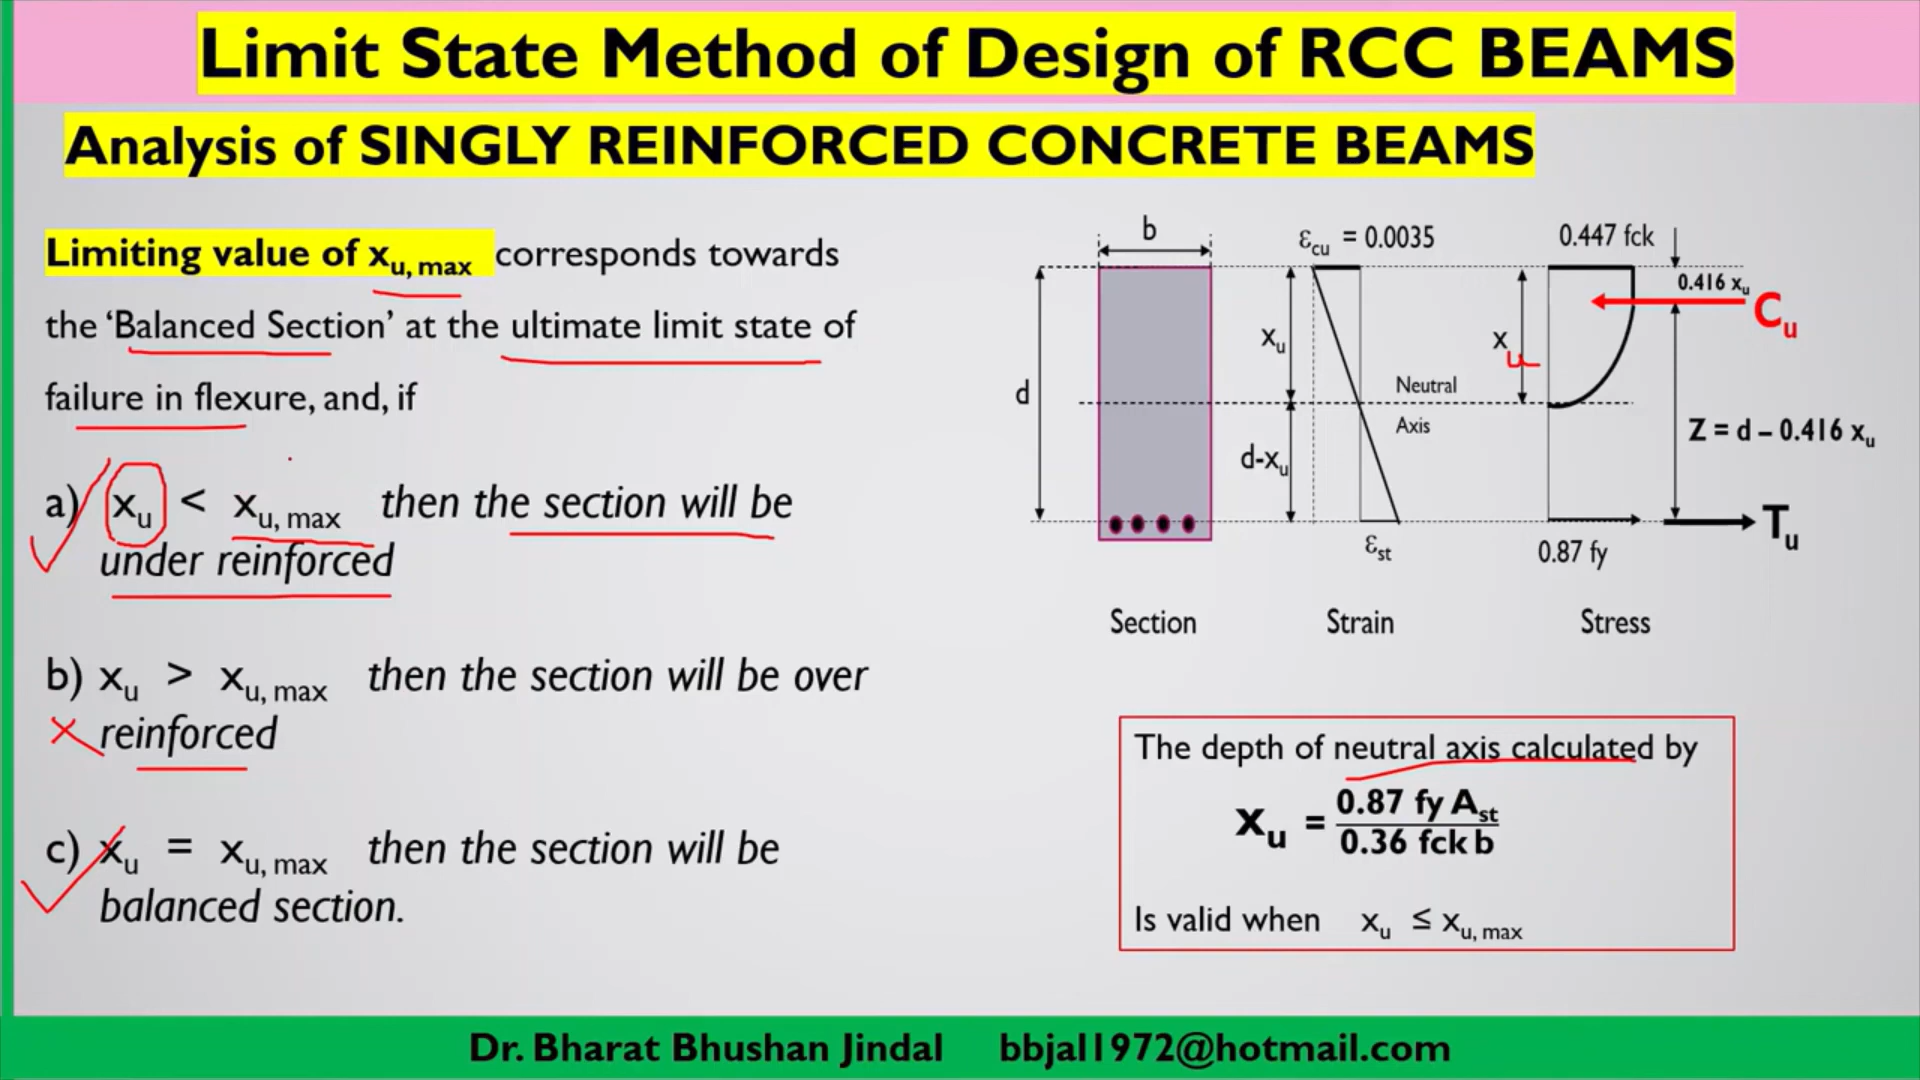 Limit State Method of Design of RCC BEAMS
Analysis of SINGLY REINFORCED CONCRETE BEAMS
Limiting value of xu, max corresponds towards
the ‘Balanced Section’ at the ultimate limit state of
failure in flexure, and, if
a) xu < xu, max then the section will be
under reinforced
b) xu > xu, max then the section will be over
reinforced
c) xu = xu, max then the section will be
balanced section.
b
εcu = 0.0035
0.447 fck
0.416 xu
Cu
xu
xu
d
Neutral
Axis
Z = d – 0.416 xu
d-xu
Tu
εst
0.87 fy
Section
Strain
Stress
The depth of neutral axis calculated by
xu = 0.87 fy Ast
0.36 fck b
Is valid when xu ≤ xu, max
Dr. Bharat Bhushan Jindal bbjal1972@hotmail.com